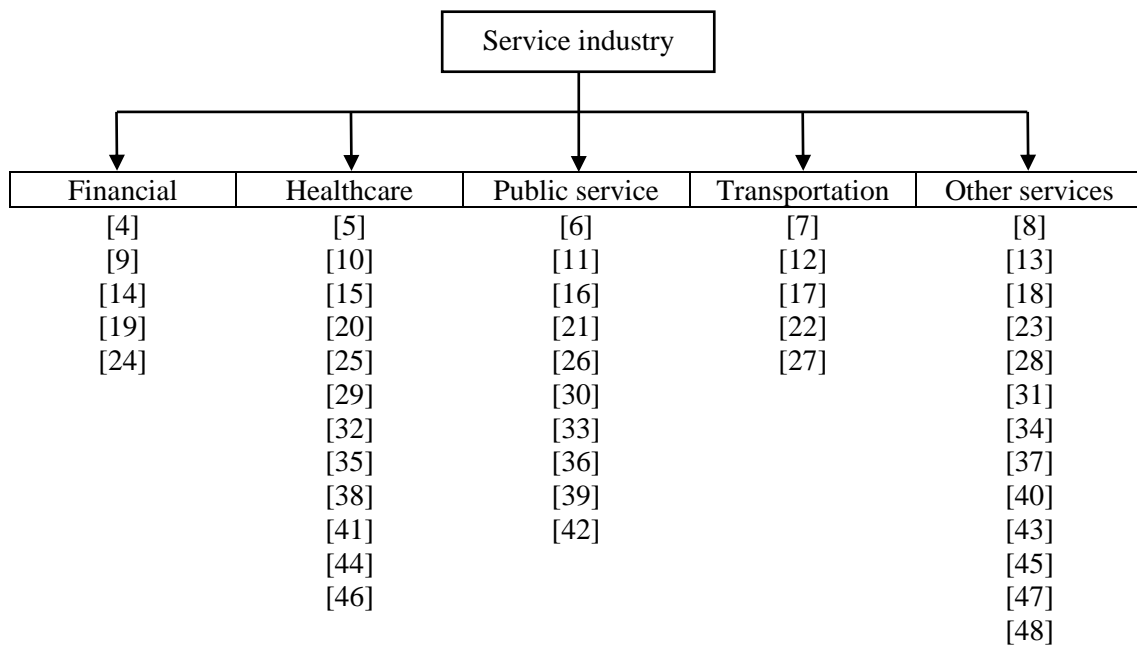 Service industry
Financial Healthcare Public service Transportation Other services
[4] [5] [6] [7] [8]
[9] [10] [11] [12] [13]
[14] [15] [16] [17] [18]
[19] [20] [21] [22] [23]
[24] [25] [26] [27] [28]
[29] [30] [31]
[32] [33] [34]
[35] [36] [37]
[38] [39] [40]
[41] [42] [43]
[44] [45]
[46] [47]
[48]